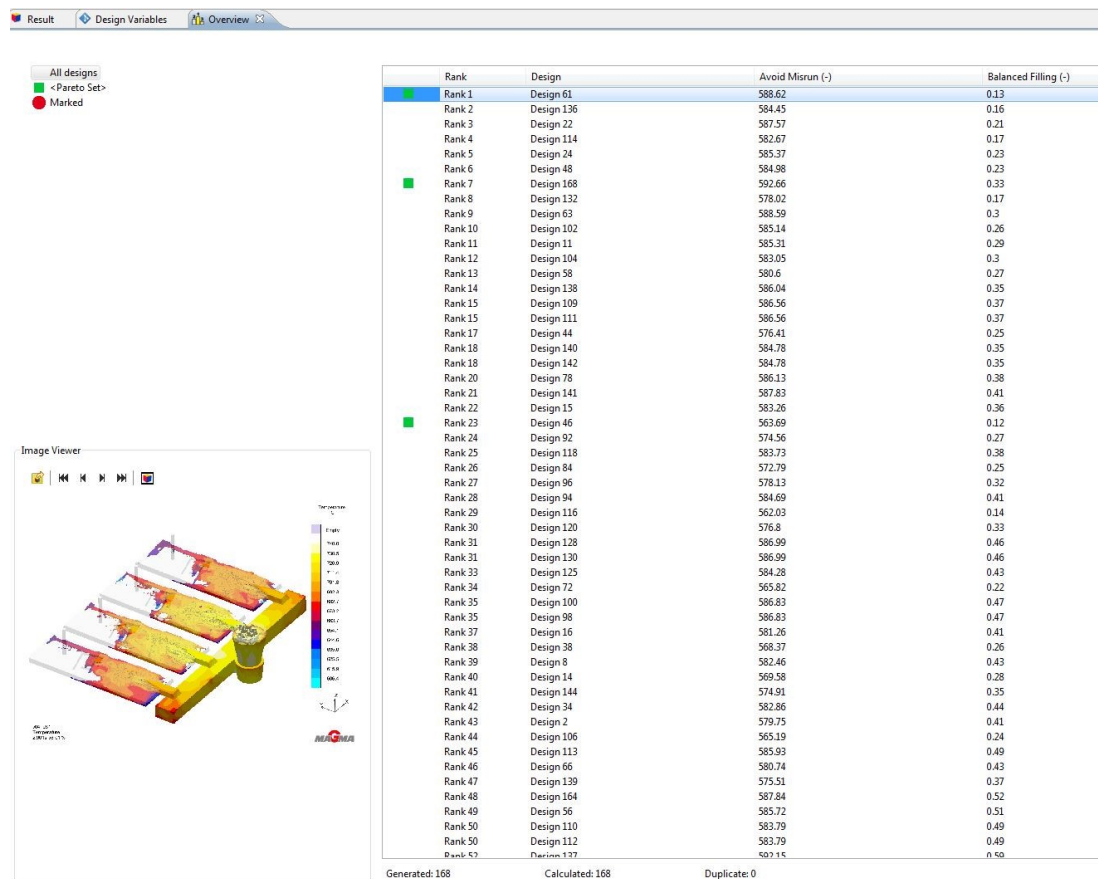 Result Design Variables Overview
All designs
<Pareto Set>
Marked
Rank Design Avoid Misrun (-) Balanced Filling (-)
Rank 1 Design 61 588.62 0.13
Rank 2 Design 136 584.45 0.16
Rank 3 Design 22 587.57 0.21
Rank 4 Design 114 582.67 0.17
Rank 5 Design 24 585.37 0.23
Rank 6 Design 48 584.98 0.23
Rank 7 Design 168 592.66 0.33
Rank 8 Design 132 578.02 0.17
Rank 9 Design 63 588.59 0.3
Rank 10 Design 102 585.14 0.26
Rank 11 Design 11 585.31 0.29
Rank 12 Design 104 583.05 0.3
Rank 13 Design 58 580.6 0.27
Rank 14 Design 138 586.04 0.35
Rank 15 Design 109 586.56 0.37
Rank 15 Design 111 586.56 0.37
Rank 17 Design 44 576.41 0.25
Rank 18 Design 140 584.78 0.35
Rank 18 Design 142 584.78 0.35
Rank 20 Design 78 586.13 0.38
Rank 21 Design 141 587.83 0.41
Rank 22 Design 15 583.26 0.36
Rank 23 Design 46 563.69 0.12
Rank 24 Design 92 574.56 0.27
Rank 25 Design 118 583.73 0.38
Rank 26 Design 84 572.79 0.25
Rank 27 Design 96 578.13 0.32
Rank 28 Design 94 584.69 0.41
Rank 29 Design 116 562.03 0.14
Rank 30 Design 120 576.8 0.33
Rank 31 Design 128 586.99 0.46
Rank 31 Design 130 586.99 0.46
Rank 33 Design 125 584.28 0.43
Rank 34 Design 72 565.82 0.22
Rank 35 Design 100 586.83 0.47
Rank 35 Design 98 586.83 0.47
Rank 37 Design 16 581.26 0.41
Rank 38 Design 38 568.37 0.26
Rank 39 Design 8 582.46 0.43
Rank 40 Design 14 569.58 0.28
Rank 41 Design 144 574.91 0.35
Rank 42 Design 34 582.86 0.44
Rank 43 Design 2 579.75 0.41
Rank 44 Design 106 565.19 0.24
Rank 45 Design 113 585.93 0.49
Rank 46 Design 66 580.74 0.43
Rank 47 Design 139 575.51 0.37
Rank 48 Design 164 587.84 0.52
Rank 49 Design 56 585.72 0.51
Rank 50 Design 110 583.79 0.49
Rank 50 Design 112 583.79 0.49
Rank 52 Design 137 592.15 0.59
Generated: 168 Calculated: 168 Duplicate: 0
Image Viewer
Temperature
Empty
Temperature
MAGMA